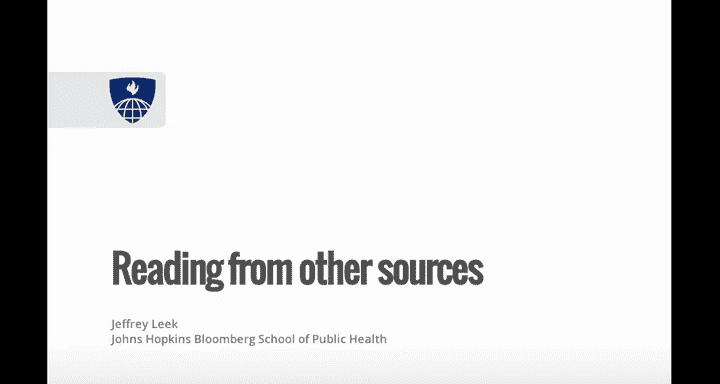 Reading from other sources
Jeffrey Leek
Johns Hopkins Bloomberg School of Public Health